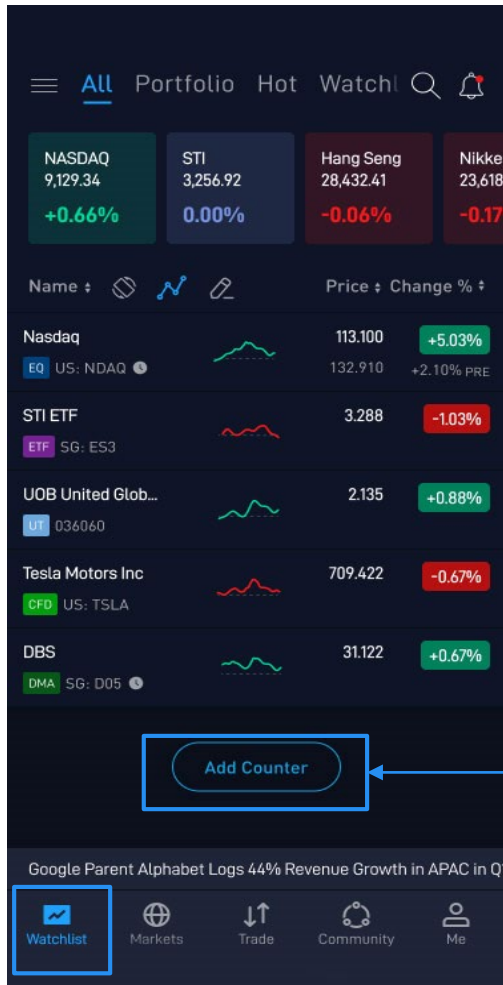 All Portfolio Hot Watchl
NASDAQ STI Hang Seng Nikke
9,129.34 3,256.92 28,432.41 23,618
+0.66% 0.00% -0.06% -0.17
Name Price Change %
Nasdaq 113.100 +5.03%
EQ US: NDAQ 132.910 +2.10% PRE
STI ETF 3.288 -1.03%
ETF SG: ES3
UOB United Glob... 2.135 +0.88%
UT 036060
Tesla Motors Inc 709.422 -0.67%
CFD US: TSLA
DBS 31.122 +0.67%
DMA SG: D05
Add Counter
Google Parent Alphabet Logs 44% Revenue Growth in APAC in Q1
Watchlist Markets Trade Community Me